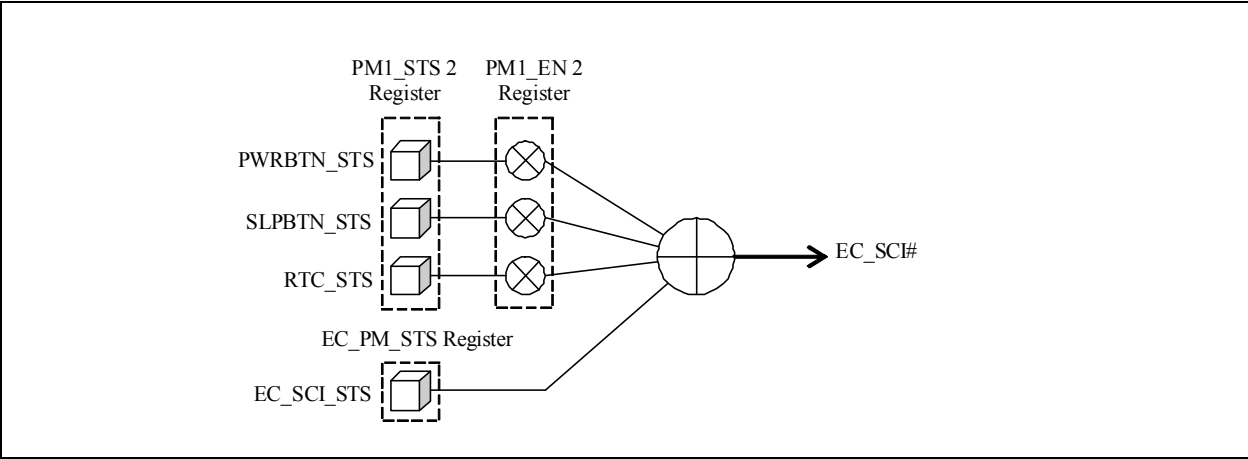 PM1_STS 2
Register
PM1_EN 2
Register
PWRBTN_STS
SLPBTN_STS
RTC_STS
EC_SCI#
EC_PM_STS Register
EC_SCI_STS